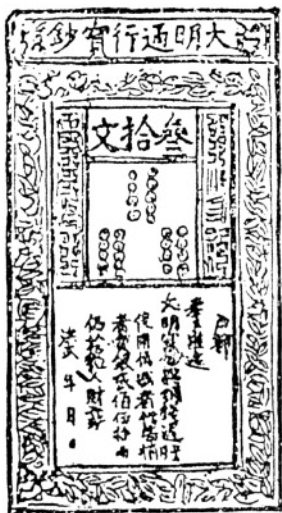 大明通行寶鈔
叁拾文
戶部
奏準印造
大明寶鈔與銅錢通行
使用偽造者斬告捕
者賞銀貳佰伍拾兩
仍給犯人財產
洪武 年 月 日